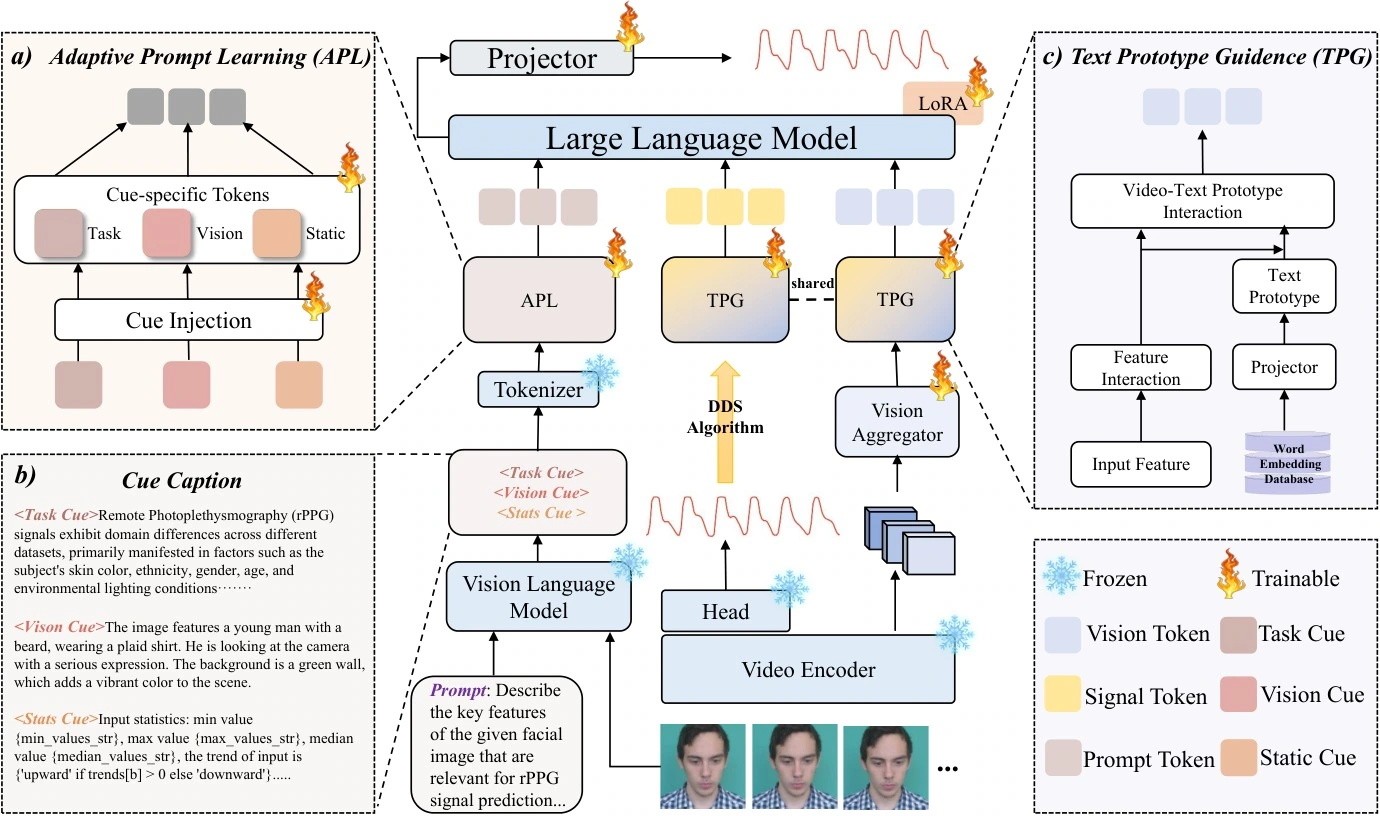 a) Adaptive Prompt Learning (APL)
Cue-specific Tokens
Task
Vision
Static
Cue Injection
b)
Cue Caption
<Task Cue>Remote Photoplethysmography (rPPG)
signals exhibit domain differences across different
datasets, primarily manifested in factors such as the
subject's skin color, ethnicity, gender, age, and
environmental lighting conditions·······
<Vison Cue>The image features a young man with a
beard, wearing a plaid shirt. He is looking at the camera
with a serious expression. The background is a green wall,
which adds a vibrant color to the scene.
<Stats Cue>Input statistics: min value
{min_values_str}, max value {max_values_str}, median
value {median_values_str}, the trend of input is
{'upward' if trends[b] > 0 else 'downward'}.....
Projector
LoRA
Large Language Model
APL
TPG
shared
TPG
Tokenizer
DDS
Algorithm
Vision
Aggregator
<Task Cue>
<Vision Cue>
<Stats Cue >
Vision Language
Model
Head
Video Encoder
Prompt: Describe
the key features
of the given facial
image that are
relevant for rPPG
signal prediction...
...
c) Text Prototype Guidence (TPG)
Video-Text Prototype
Interaction
Text
Prototype
Feature
Interaction
Projector
Input Feature
Word
Embedding
Database
Frozen
Trainable
Vision Token
Task Cue
Signal Token
Vision Cue
Prompt Token
Static Cue